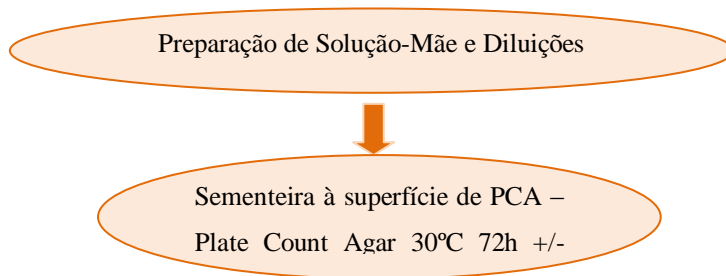 Preparação de Solução-Mãe e Diluições
Sementeira à superfície de PCA –
Plate Count Agar 30ºC 72h +/-